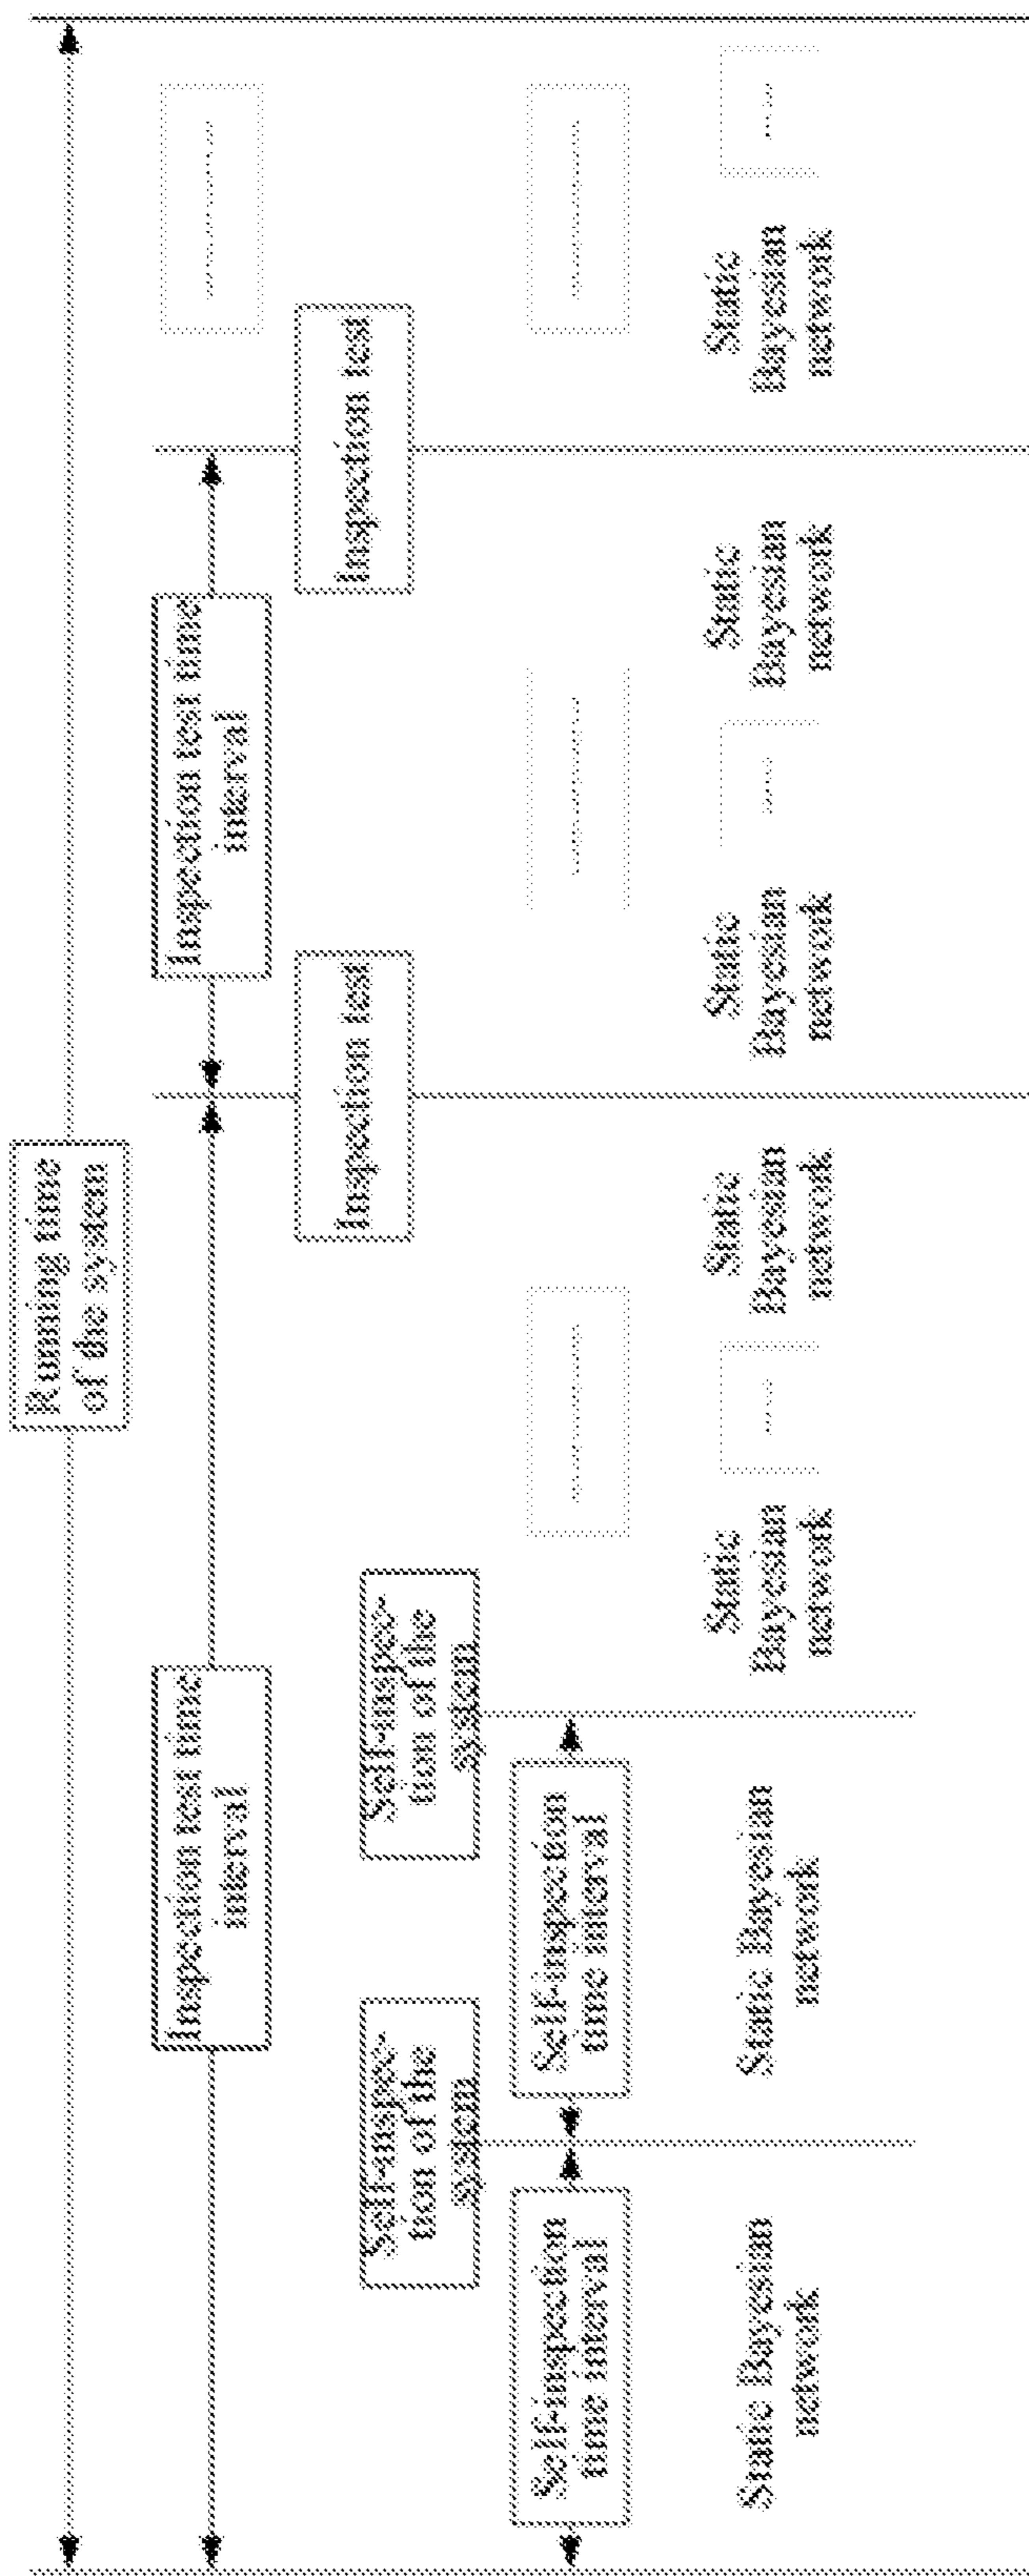 Running time
of the system
Inspection test time
interval
Inspection test time
interval
Inspection test
Inspection test
Self-inspec-
tion of the
system
Self-inspec-
tion of the
system
Self-inspection
time interval
Self-inspection
time interval
Static Bayesian
network
Static Bayesian
network
Static
Bayesian
network
Static
Bayesian
network
Static
Bayesian
network
Static
Bayesian
network
Static
Bayesian
network